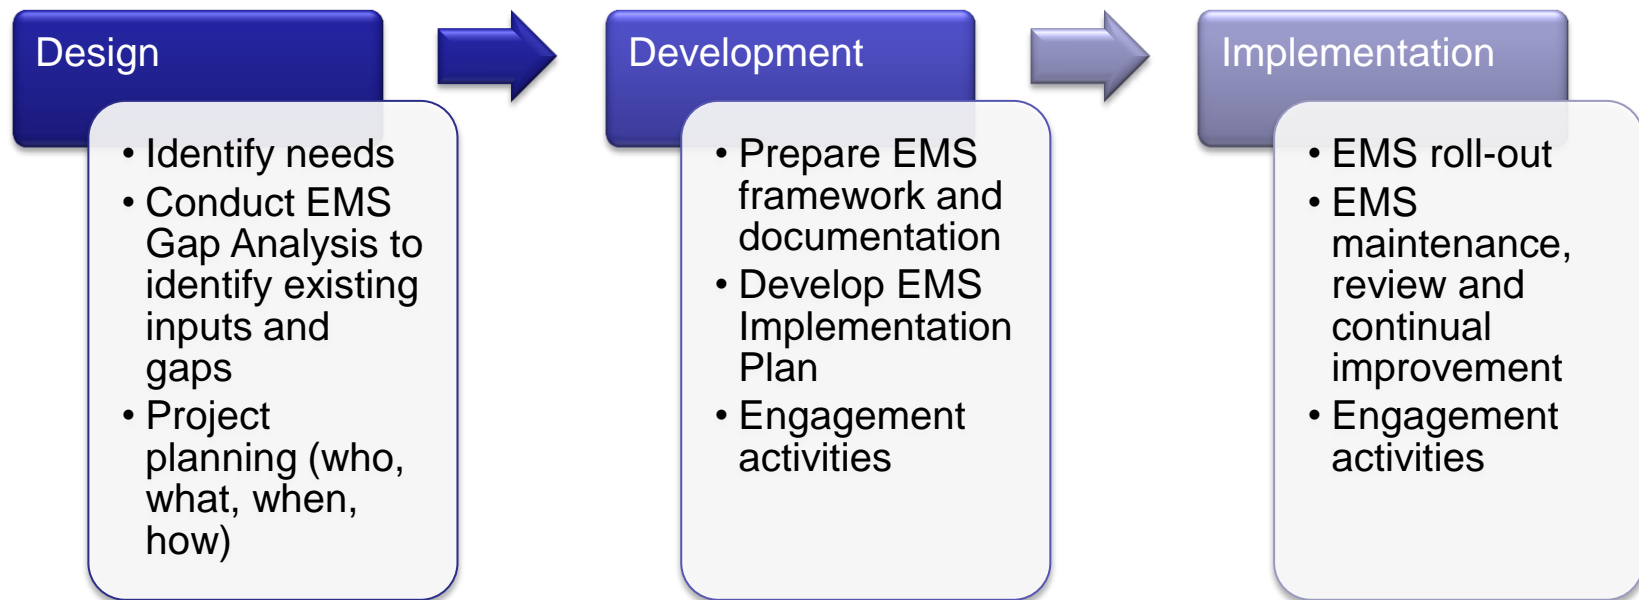 Design
• Identify needs
• Conduct EMS
Gap Analysis to
identify existing
inputs and
gaps
• Project
planning (who,
what, when,
how)
Development
• Prepare EMS
framework and
documentation
• Develop EMS
Implementation
Plan
• Engagement
activities
Implementation
• EMS roll-out
• EMS
maintenance,
review and
continual
improvement
• Engagement
activities